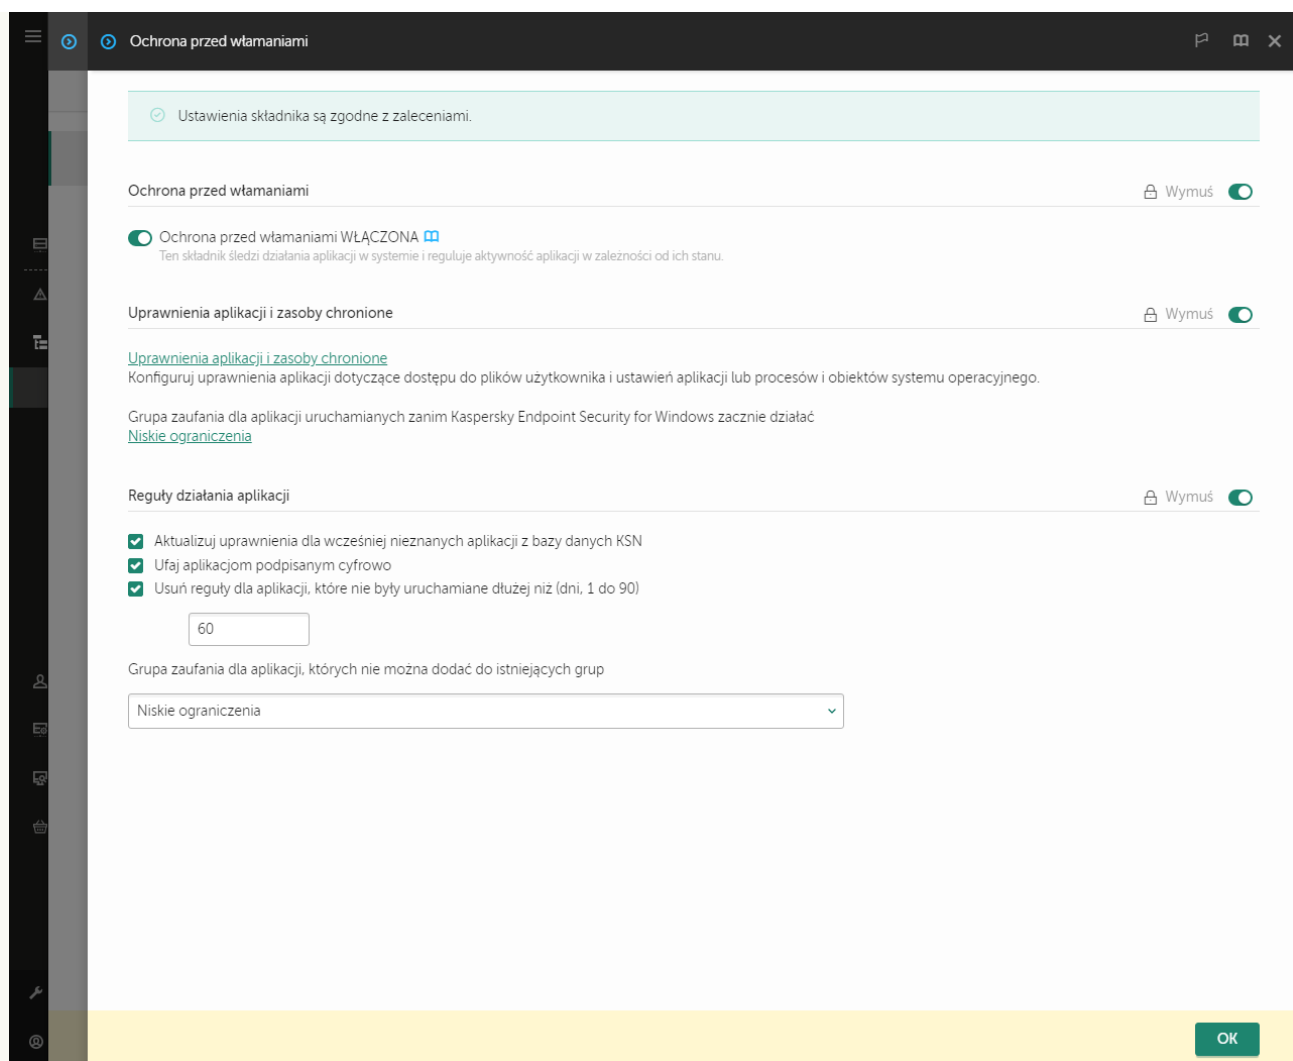 Ochrona przed włamaniami
Ustawienia składnika są zgodne z zaleceniami.
Ochrona przed włamaniami
Wymuś
Ochrona przed włamaniami WŁĄCZONA
Ten składnik śledzi działania aplikacji w systemie i reguluje aktywność aplikacji w zależności od ich stanu.
Uprawnienia aplikacji i zasoby chronione
Wymuś
Uprawnienia aplikacji i zasoby chronione
Konfiguruj uprawnienia aplikacji dotyczące dostępu do plików użytkownika i ustawień aplikacji lub procesów i obiektów systemu operacyjnego.
Grupa zaufania dla aplikacji uruchamianych zanim Kaspersky Endpoint Security for Windows zacznie działać
Niskie ograniczenia
Reguły działania aplikacji
Wymuś
Aktualizuj uprawnienia dla wcześniej nieznanych aplikacji z bazy danych KSN
Ufaj aplikacjom podpisanym cyfrowo
Usuń reguły dla aplikacji, które nie były uruchamiane dłużej niż (dni, 1 do 90)
60
Grupa zaufania dla aplikacji, których nie można dodać do istniejących grup
Niskie ograniczenia
OK